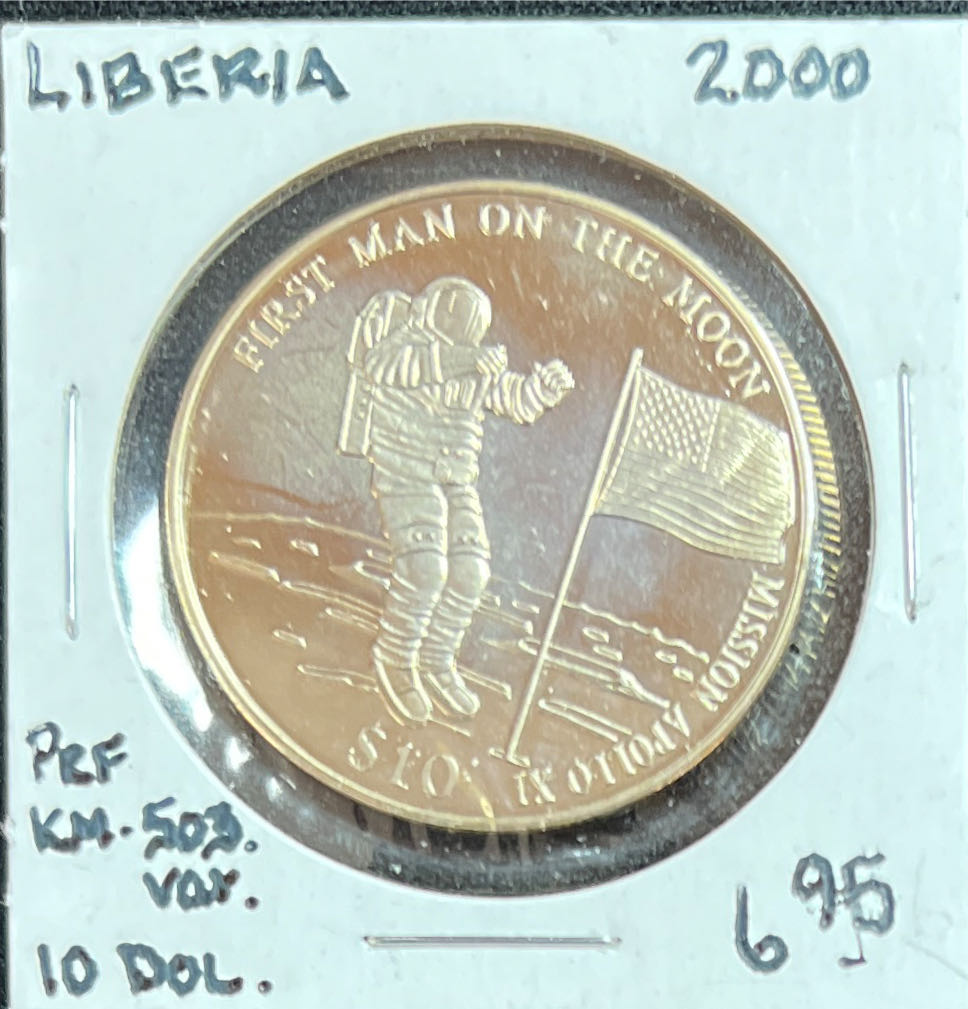 LIBERIA 2000
FIRST MAN ON THE MOON
MISSION APOLLO XI
$10
PRF
KM-503.
var.
10 DOL.
6 95